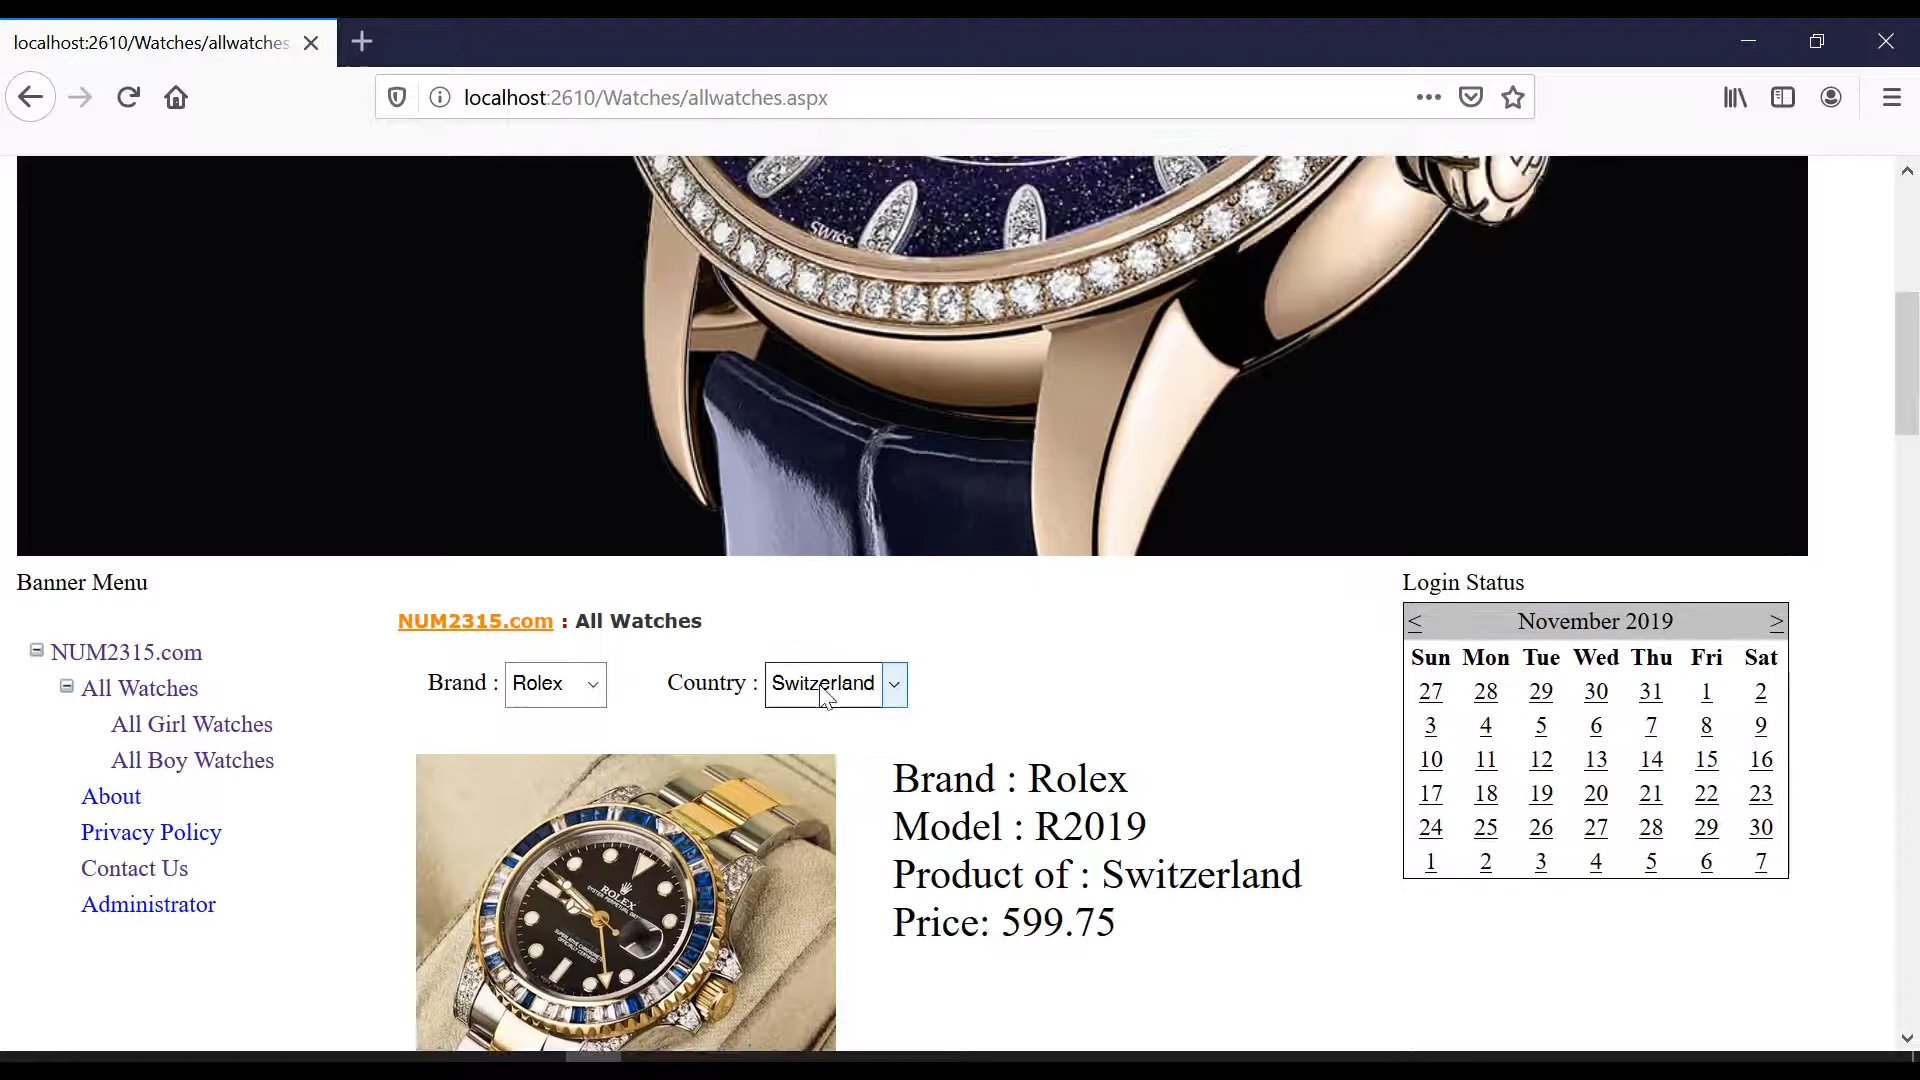 localhost:2610/Watches/allwatches
localhost:2610/Watches/allwatches.aspx
SWISS
Banner Menu
NUM2315.com
All Watches
All Girl Watches
All Boy Watches
About
Privacy Policy
Contact Us
Administrator
NUM2315.com : All Watches
Brand : Rolex Country : Switzerland
ROLEX
Brand : Rolex
Model : R2019
Product of : Switzerland
Price: 599.75
Login Status
< November 2019 >
Sun Mon Tue Wed Thu Fri Sat
27 28 29 30 31 1 2
3 4 5 6 7 8 9
10 11 12 13 14 15 16
17 18 19 20 21 22 23
24 25 26 27 28 29 30
1 2 3 4 5 6 7